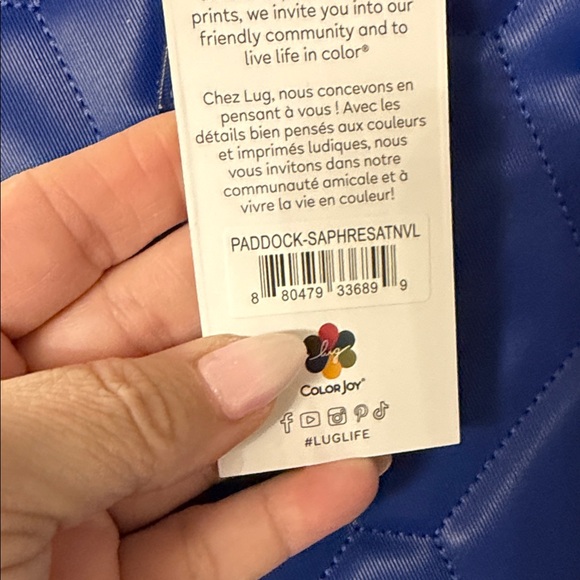 prints, we invite you into our
friendly community and to
live life in color®
Chez Lug, nous concevons en
pensant à vous ! Avec les
détails bien pensés aux couleurs
et imprimés ludiques, nous
vous invitons dans notre
communauté amicale et à
vivre la vie en couleur!
PADDOCK-SAPHRESATNVL
8 80479 33689 9
lug
COLOR JOY®
#LUGLIFE